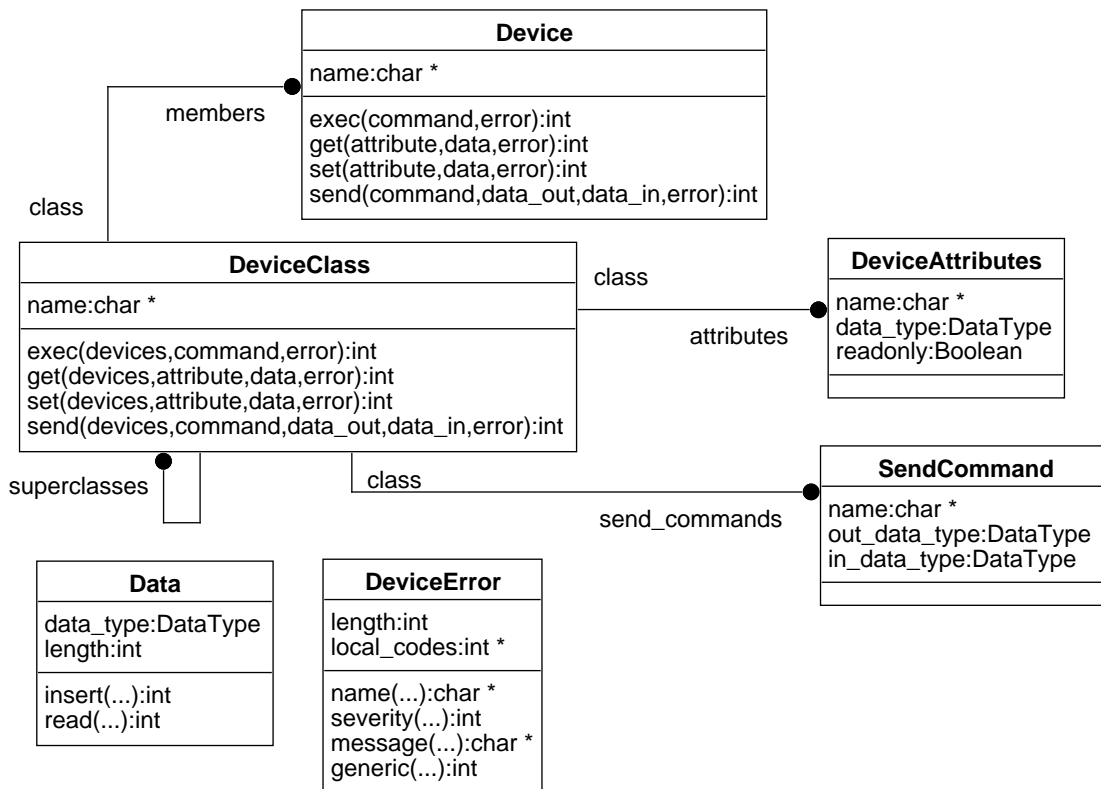 Device
name:char *
members
exec(command,error):int
get(attribute,data,error):int
set(attribute,data,error):int
send(command,data_out,data_in,error):int
class
DeviceClass
name:char *
exec(devices,command,error):int
get(devices,attribute,data,error):int
set(devices,attribute,data,error):int
send(devices,command,data_out,data_in,error):int
class
attributes
DeviceAttributes
name:char *
data_type:DataType
readonly:Boolean
superclasses
class
send_commands
SendCommand
name:char *
out_data_type:DataType
in_data_type:DataType
Data
data_type:DataType
length:int
insert(...):int
read(...):int
DeviceError
length:int
local_codes:int *
name(...):char *
severity(...):int
message(...):char *
generic(...):int